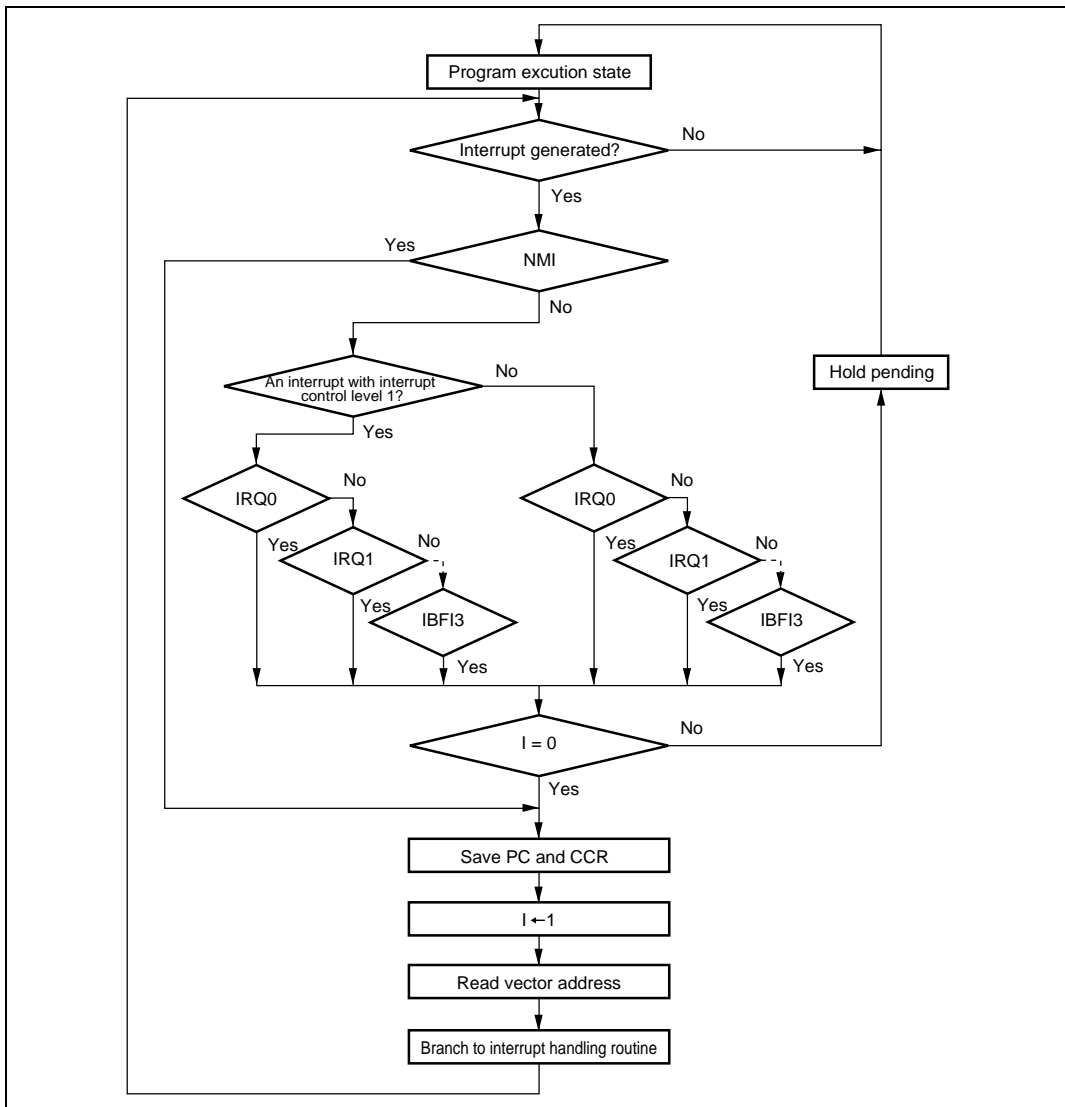 Program excution state
Interrupt generated?
No
Yes
Yes
NMI
No
An interrupt with interrupt
control level 1?
No
Hold pending
Yes
IRQ0
No
IRQ0
No
Yes
IRQ1
No
Yes
IRQ1
No
Yes
IBFI3
Yes
IBFI3
Yes
Yes
I = 0
No
Yes
Save PC and CCR
I ←1
Read vector address
Branch to interrupt handling routine